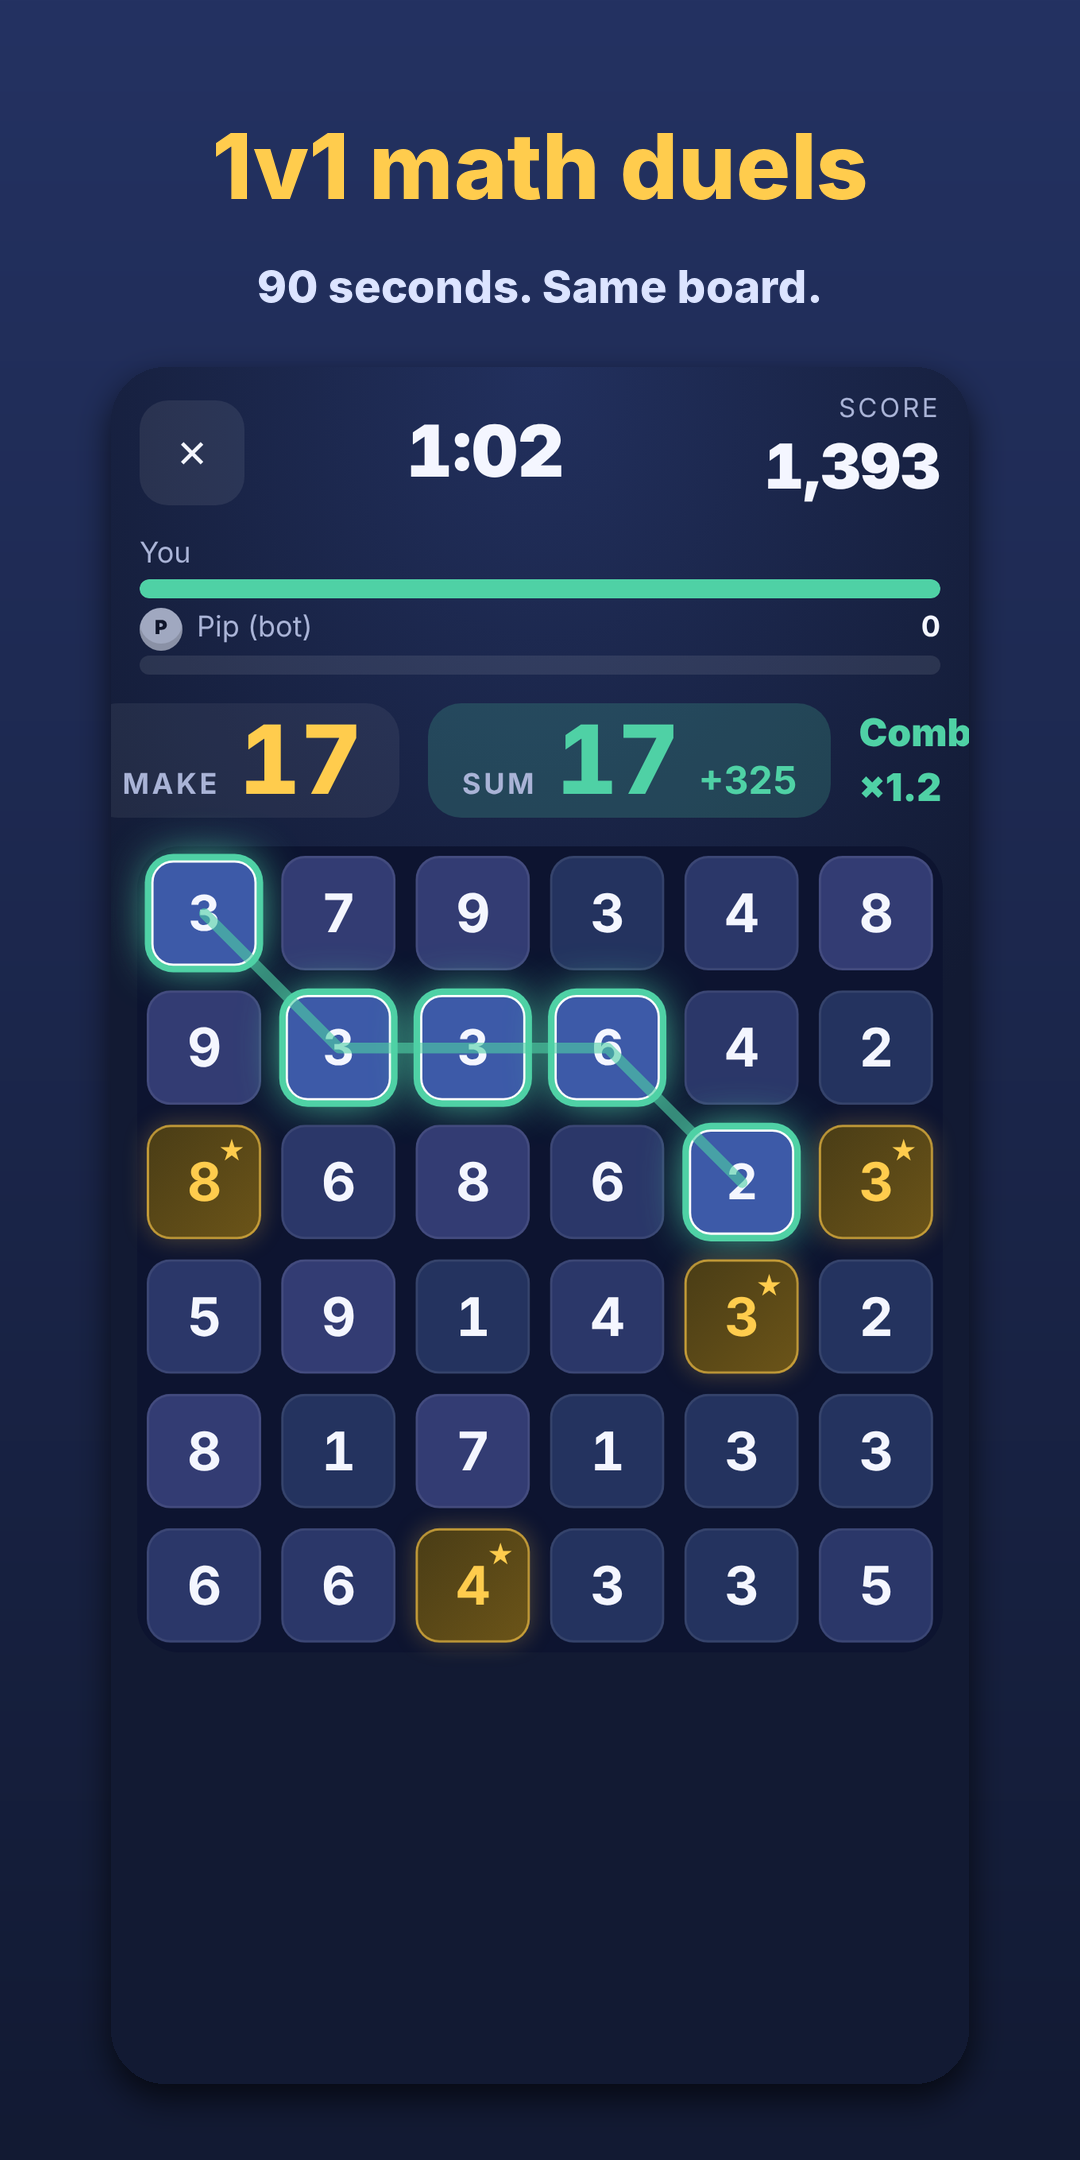 1v1 math duels
90 seconds. Same board.
×
1:02
SCORE
1,393
You
P Pip (bot) 0
MAKE 17
SUM 17 +325
Comb
×1.2
3 7 9 3 4 8
9 3 3 6 4 2
8★ 6 8 6 2 3★
5 9 1 4 3★ 2
8 1 7 1 3 3
6 6 4★ 3 3 5